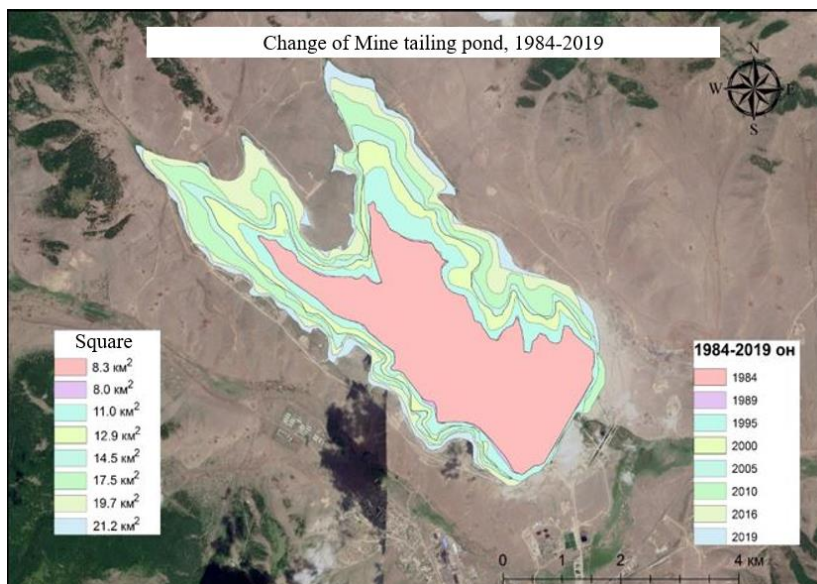 Change of Mine tailing pond, 1984-2019
N
W E
S
Square
8.3 км²
8.0 км²
11.0 км²
12.9 км²
14.5 км²
17.5 км²
19.7 км²
21.2 км²
1984-2019 он
1984
1989
1995
2000
2005
2010
2016
2019
0 1 2 4 км